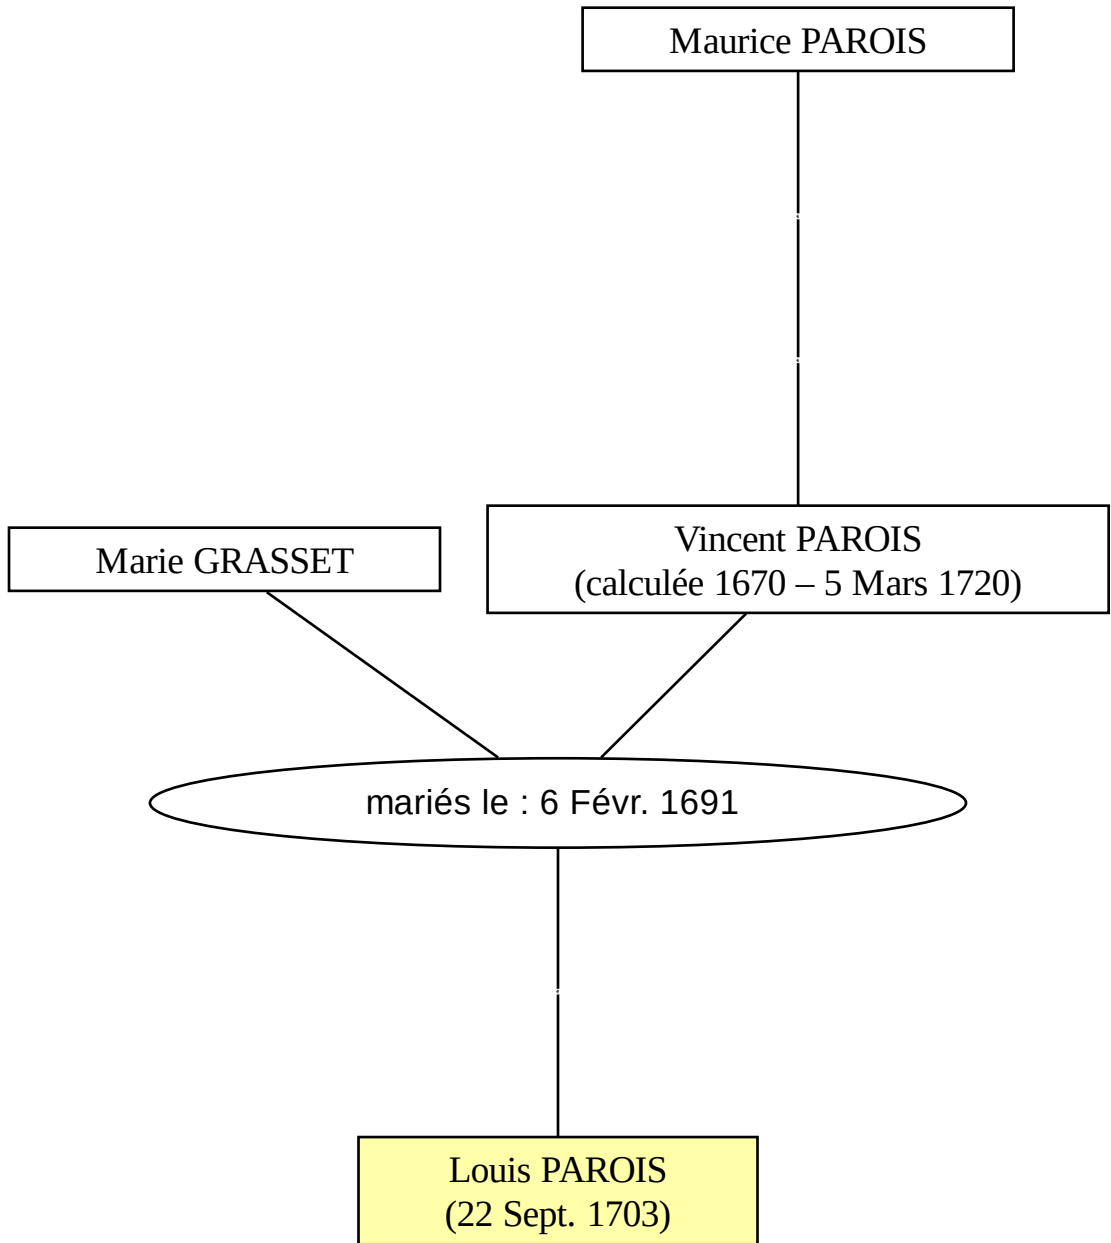 Maurice PAROIS
Marie GRASSET
Vincent PAROIS
(calculée 1670 – 5 Mars 1720)
mariés le : 6 Févr. 1691
Louis PAROIS
(22 Sept. 1703)